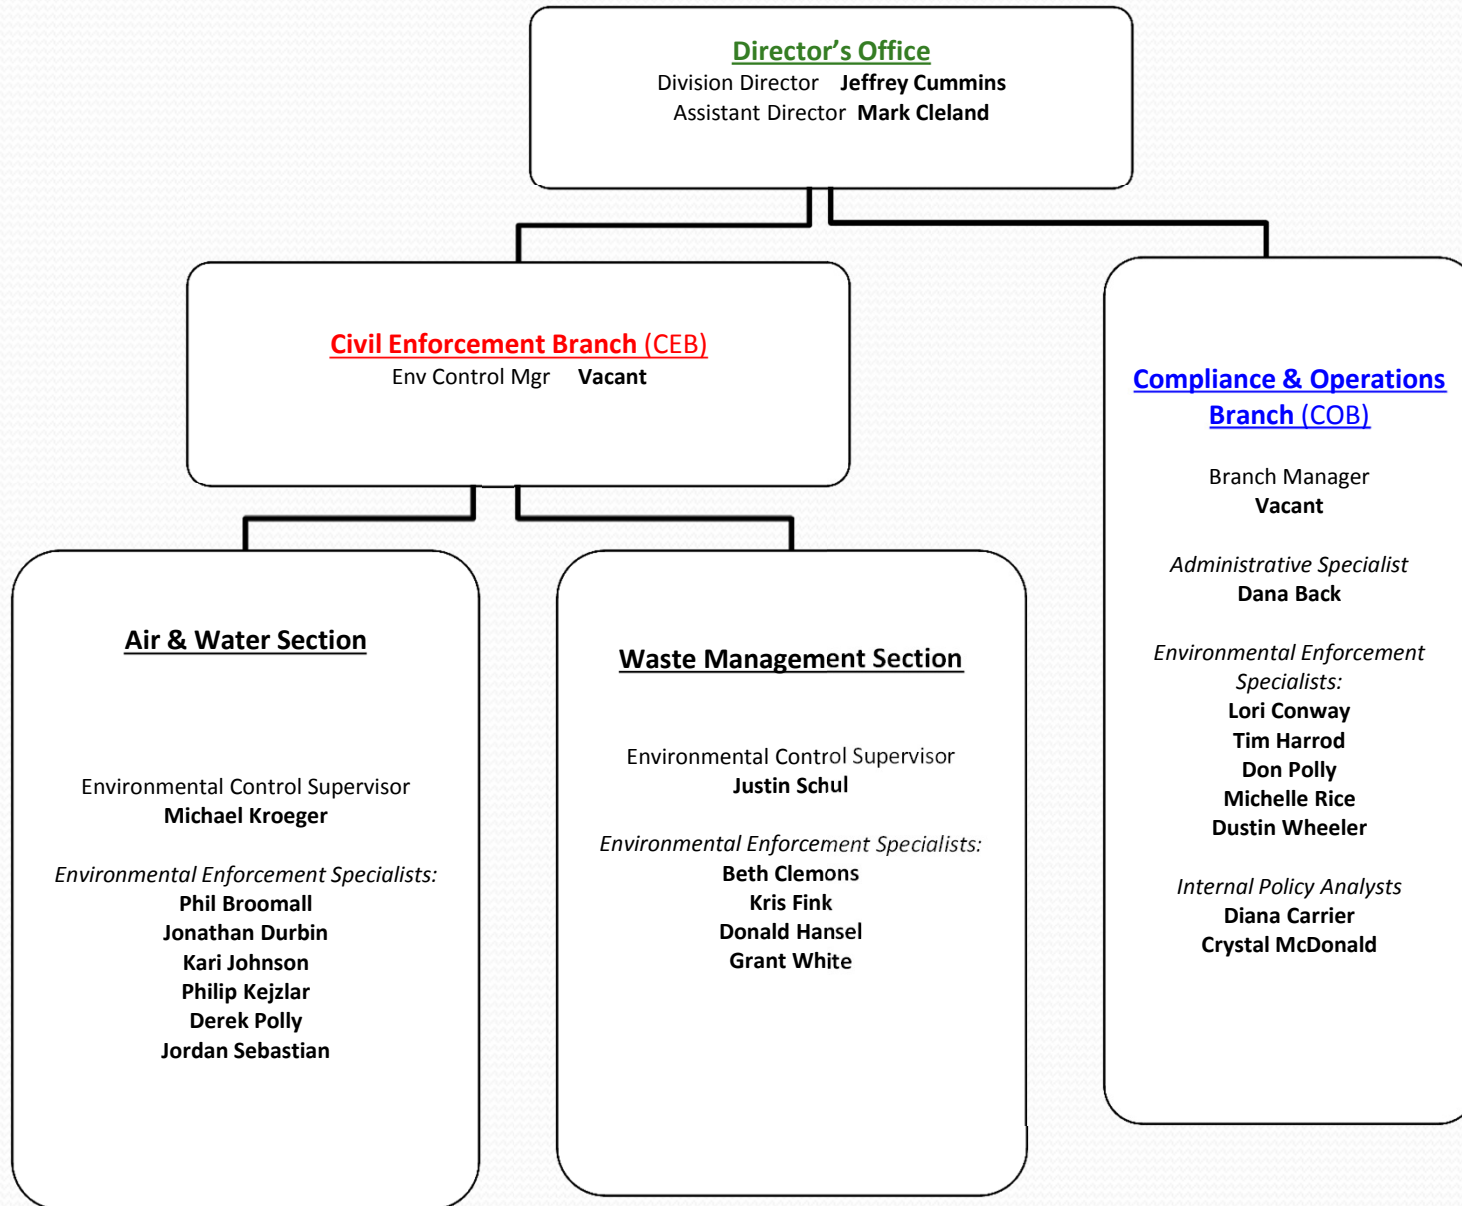 Director’s Office
Division Director Jeffrey Cummins
Assistant Director Mark Cleland
Civil Enforcement Branch (CEB)
Env Control Mgr Vacant
Compliance & Operations
Branch (COB)
Branch Manager
Vacant
Administrative Specialist
Dana Back
Environmental Enforcement
Specialists:
Lori Conway
Tim Harrod
Don Polly
Michelle Rice
Dustin Wheeler
Internal Policy Analysts
Diana Carrier
Crystal McDonald
Air & Water Section
Environmental Control Supervisor
Michael Kroeger
Environmental Enforcement Specialists:
Phil Broomall
Jonathan Durbin
Kari Johnson
Philip Kejzlar
Derek Polly
Jordan Sebastian
Waste Management Section
Environmental Control Supervisor
Justin Schul
Environmental Enforcement Specialists:
Beth Clemons
Kris Fink
Donald Hansel
Grant White